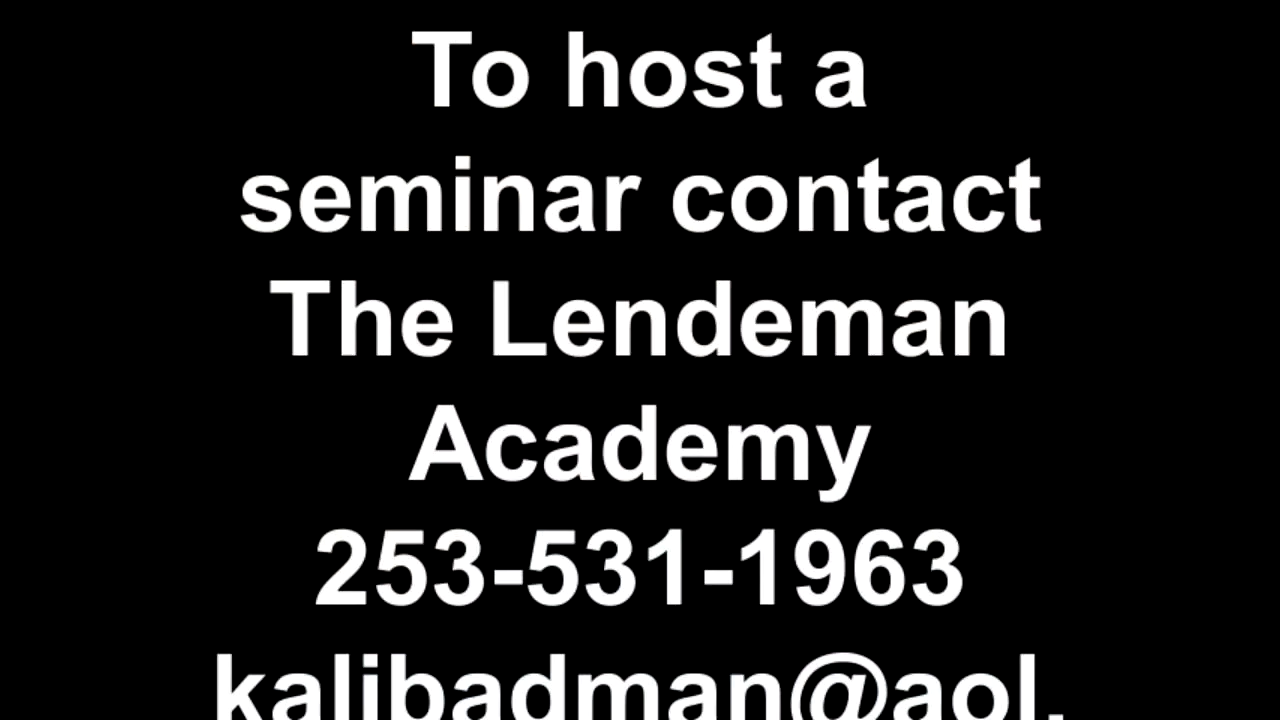 To host a
seminar contact
The Lendeman
Academy
253-531-1963
kalibadman@aol.